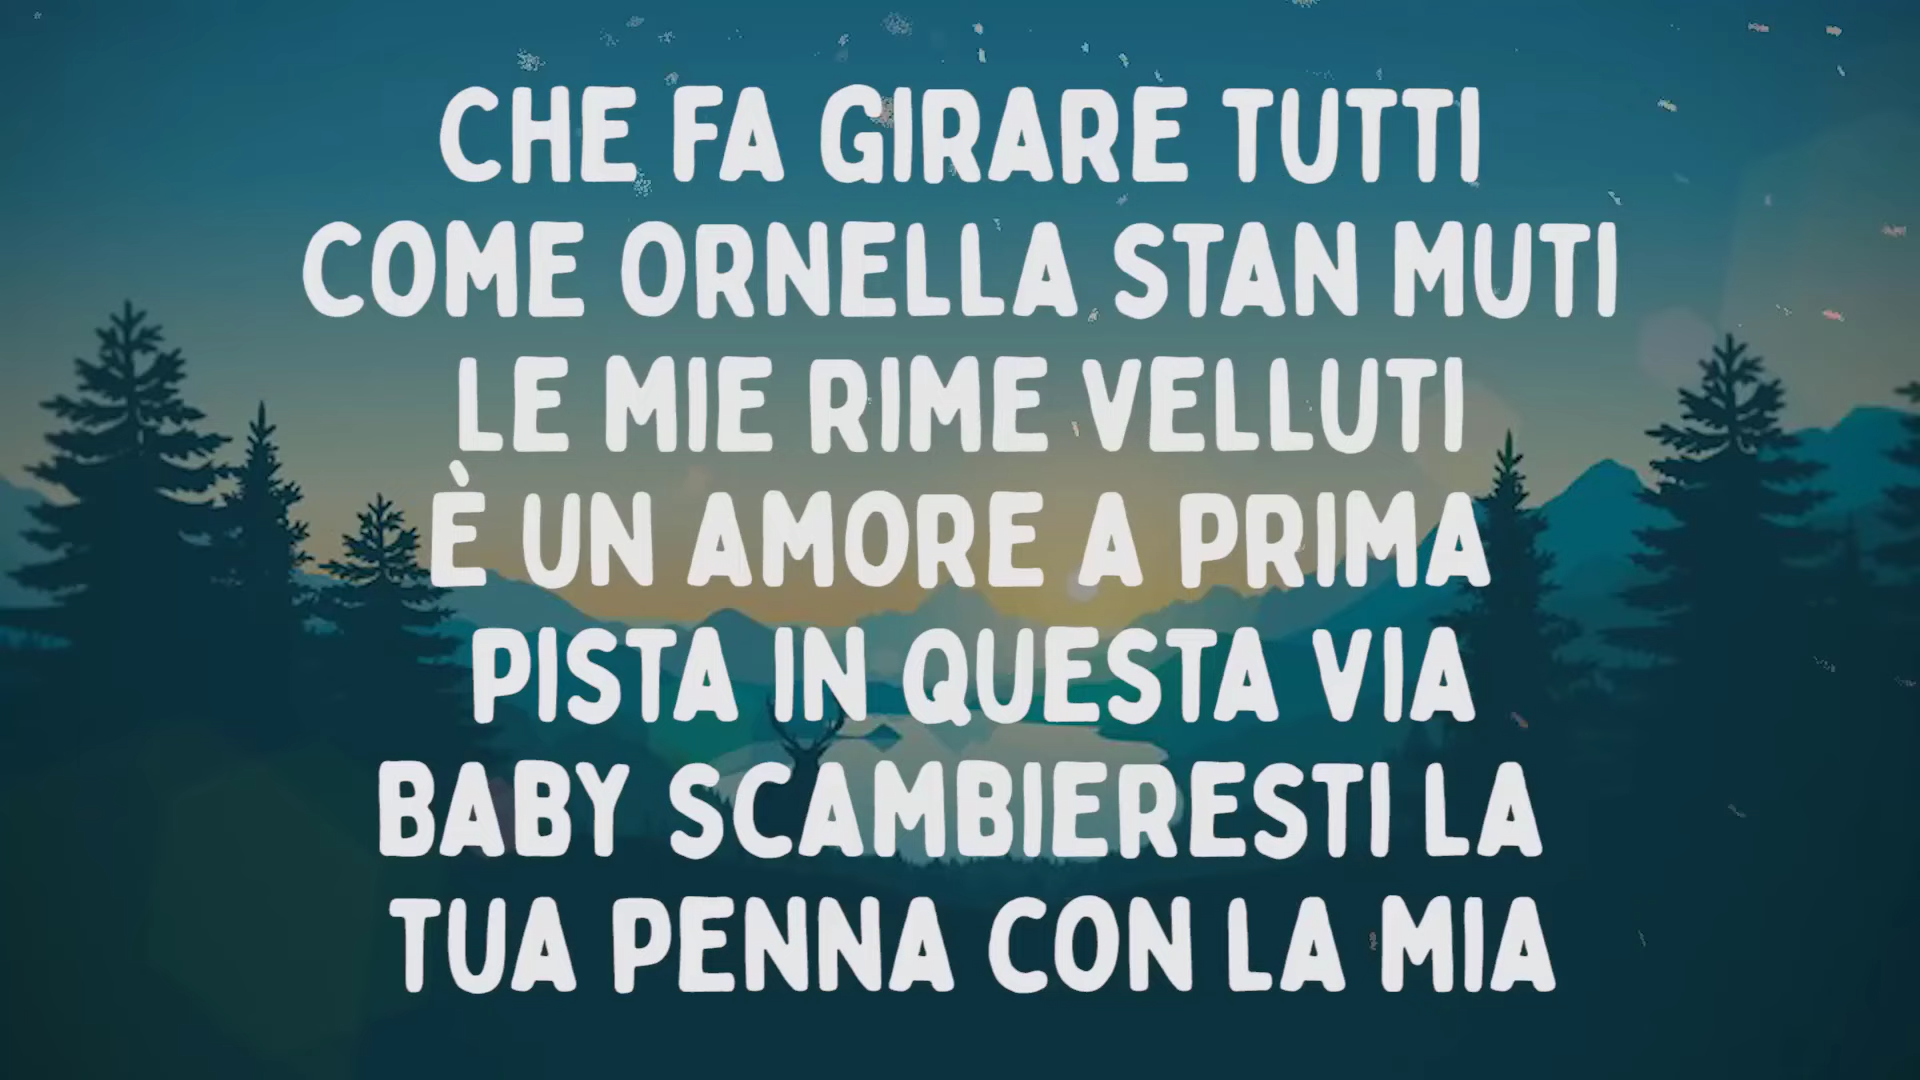 CHE FA GIRARE TUTTI
COME ORNELLA STAN MUTI
LE MIE RIME VELLUTI
È UN AMORE A PRIMA
PISTA IN QUESTA VIA
BABY SCAMBIERESTI LA
TUA PENNA CON LA MIA